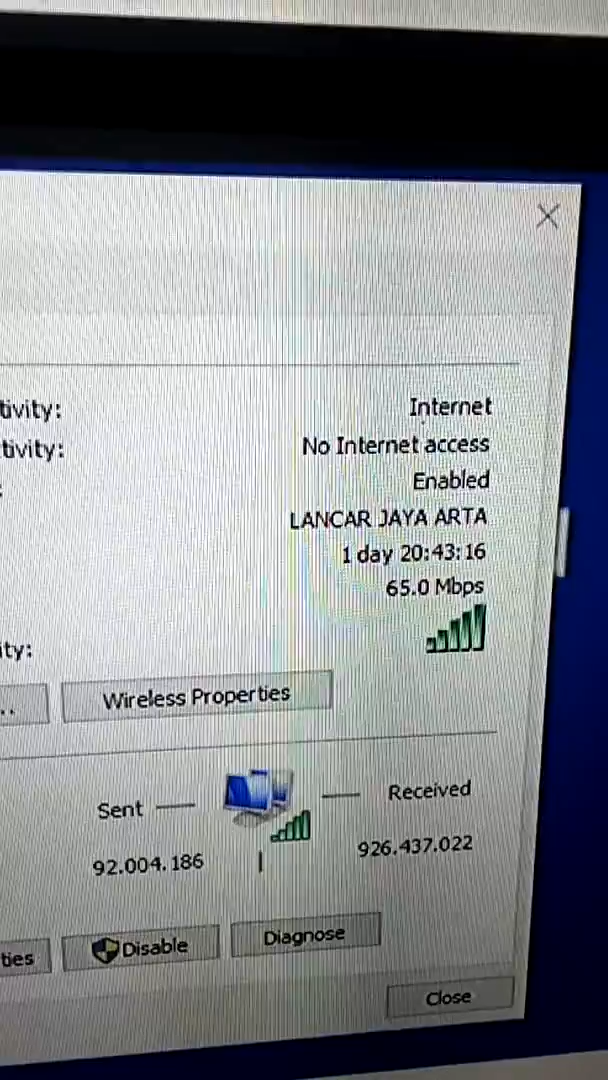 tivity: Internet
tivity: No Internet access
: Enabled
LANCAR JAYA ARTA
1 day 20:43:16
65.0 Mbps
ity:
.. Wireless Properties
Sent Received
92.004.186 926.437.022
ties Disable Diagnose
Close